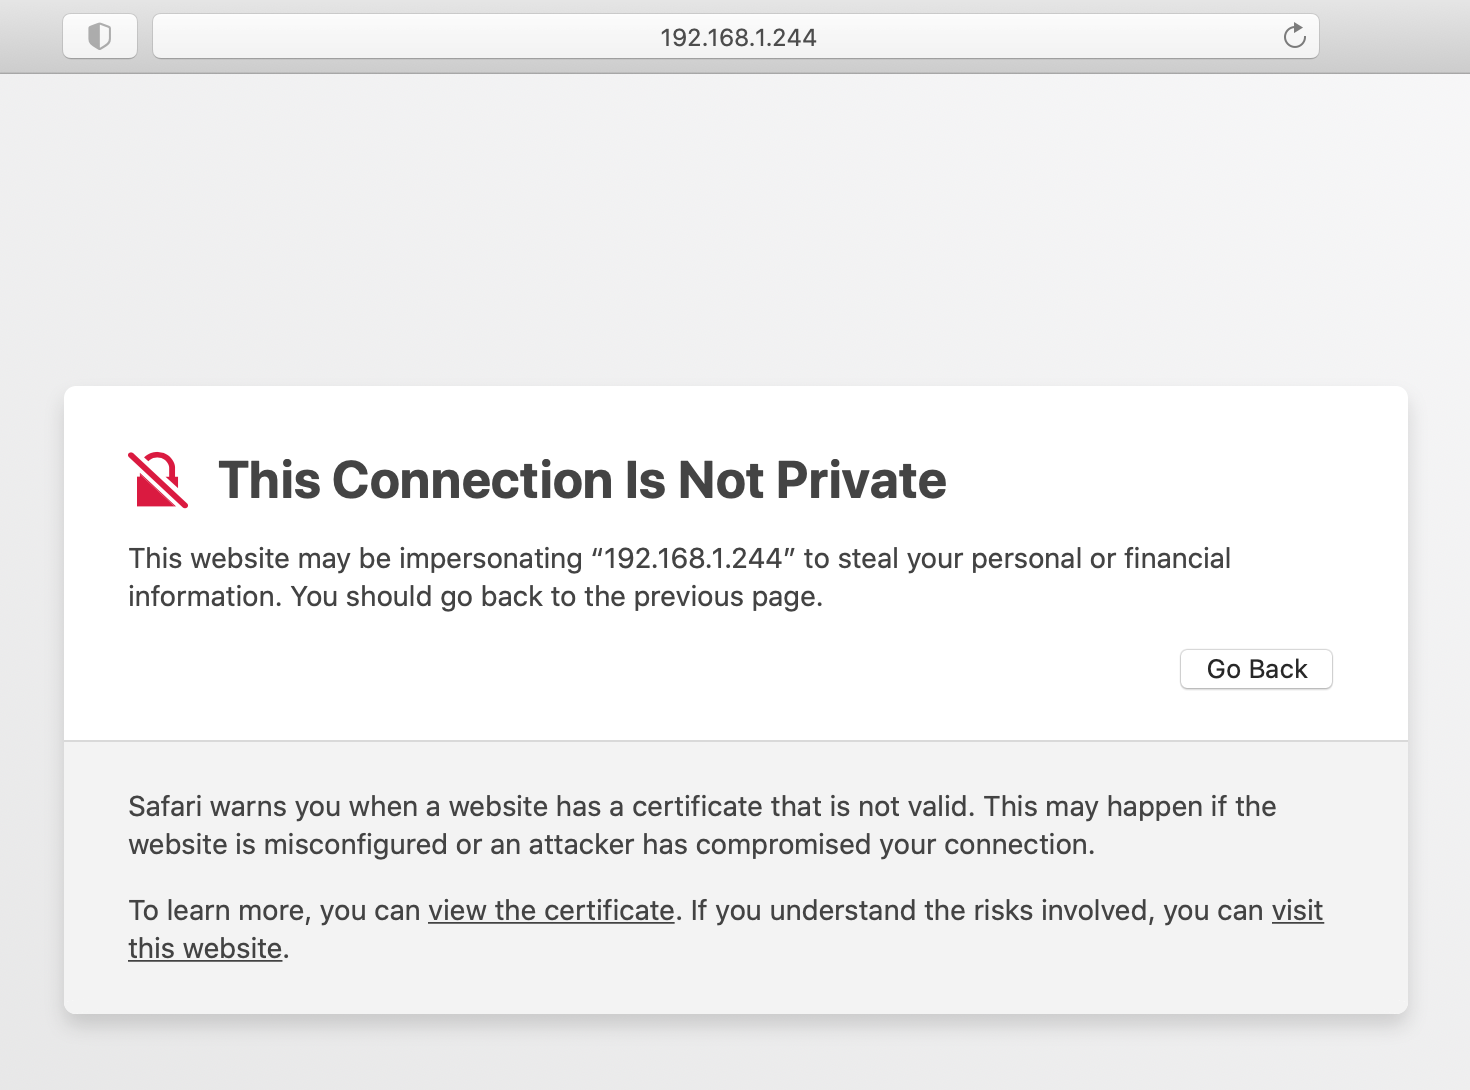 192.168.1.244
This Connection Is Not Private
This website may be impersonating “192.168.1.244” to steal your personal or financial
information. You should go back to the previous page.
Go Back
Safari warns you when a website has a certificate that is not valid. This may happen if the
website is misconfigured or an attacker has compromised your connection.
To learn more, you can view the certificate. If you understand the risks involved, you can visit
this website.